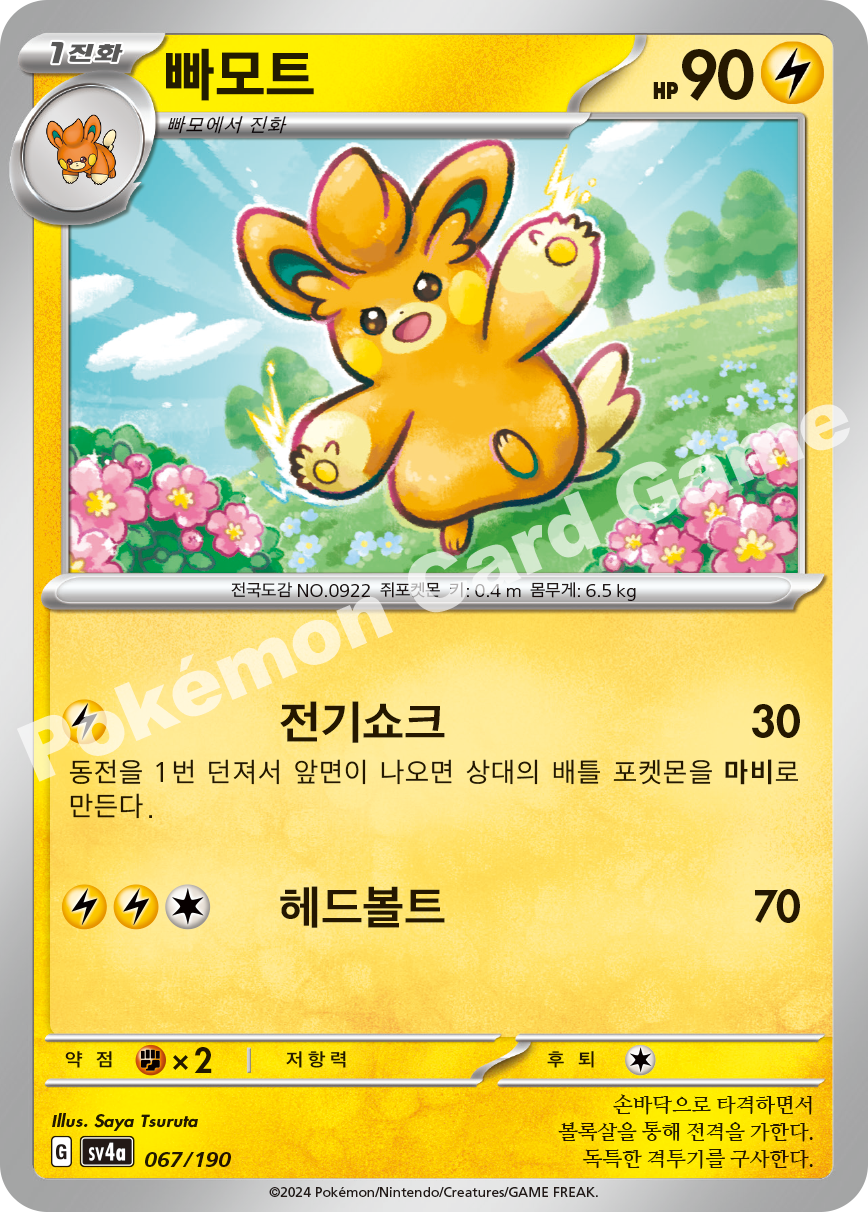 1진화
빠모트
HP 90
빠모에서 진화
전국도감 NO.0922 쥐포켓몬 키: 0.4 m 몸무게: 6.5 kg
Pokémon Card Game
전기쇼크 30
동전을 1번 던져서 앞면이 나오면 상대의 배틀 포켓몬을 마비로
만든다.
헤드볼트 70
약점 ×2 저항력 후퇴
Illus. Saya Tsuruta
G sv4a 067/190
손바닥으로 타격하면서
볼록살을 통해 전격을 가한다.
독특한 격투기를 구사한다.
©2024 Pokémon/Nintendo/Creatures/GAME FREAK.